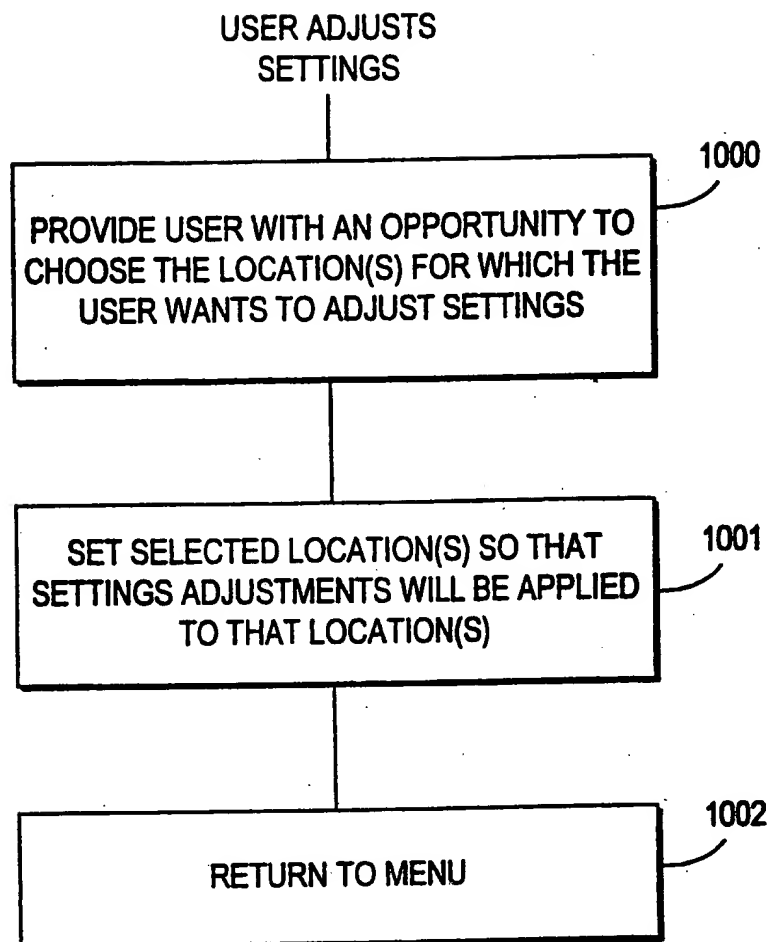 USER ADJUSTS
SETTINGS
1000
PROVIDE USER WITH AN OPPORTUNITY TO
CHOOSE THE LOCATION(S) FOR WHICH THE
USER WANTS TO ADJUST SETTINGS
1001
SET SELECTED LOCATION(S) SO THAT
SETTINGS ADJUSTMENTS WILL BE APPLIED
TO THAT LOCATION(S)
1002
RETURN TO MENU